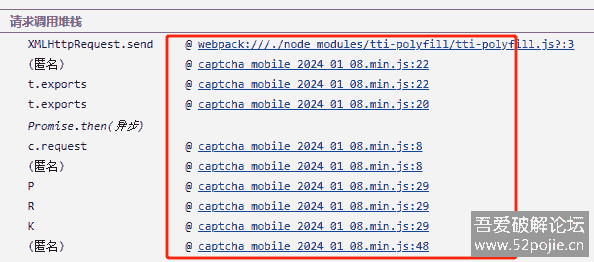 请求调用堆栈
XMLHttpRequest.send @ webpack:///./node_modules/tti-polyfill/tti-polyfill.js?:3
(匿名) @ captcha_mobile_2024_01_08.min.js:22
t.exports @ captcha_mobile_2024_01_08.min.js:22
t.exports @ captcha_mobile_2024_01_08.min.js:20
Promise.then(异步)
c.request @ captcha_mobile_2024_01_08.min.js:8
(匿名) @ captcha_mobile_2024_01_08.min.js:8
P @ captcha_mobile_2024_01_08.min.js:29
R @ captcha_mobile_2024_01_08.min.js:29
K @ captcha_mobile_2024_01_08.min.js:29
(匿名) @ captcha_mobile_2024_01_08.min.js:48
吾爱破解论坛
www.52pojie.cn